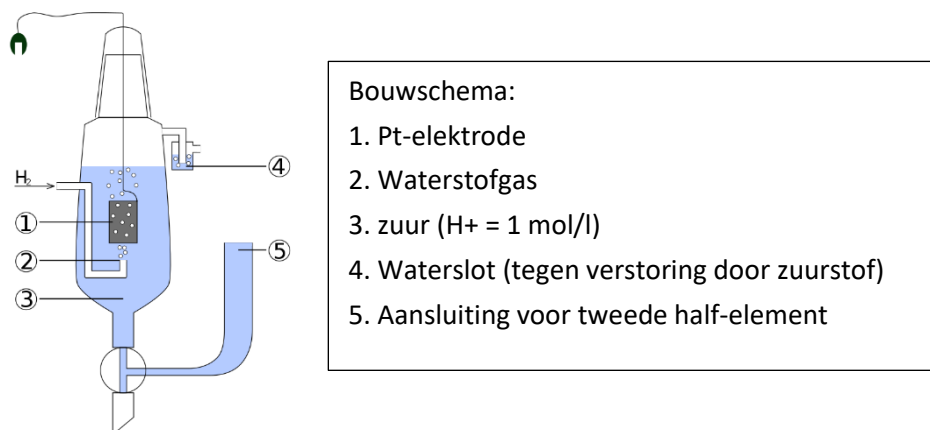 H₂
①
②
③
④
⑤
Bouwschema:
1. Pt-elektrode
2. Waterstofgas
3. zuur (H+ = 1 mol/l)
4. Waterslot (tegen verstoring door zuurstof)
5. Aansluiting voor tweede half-element